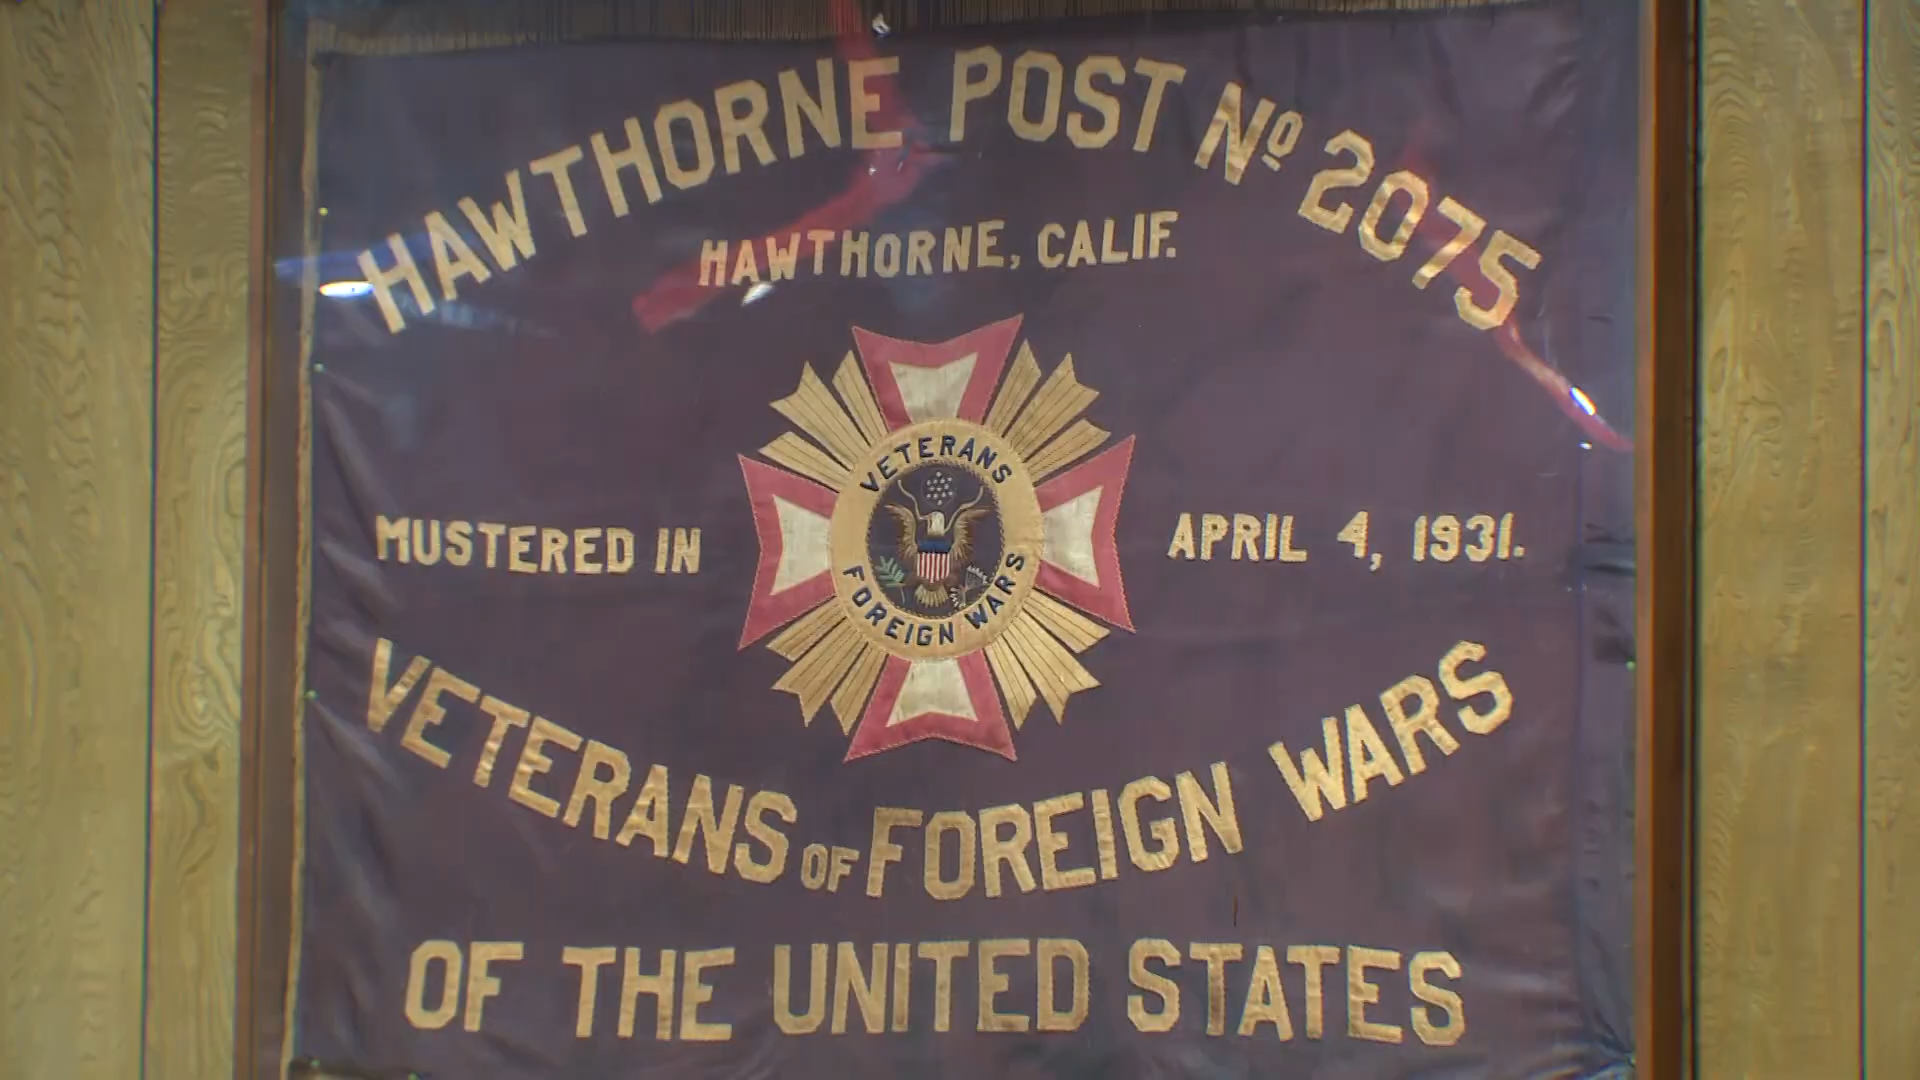 HAWTHORNE POST Nº 2075
HAWTHORNE, CALIF.
VETERANS
FOREIGN WARS
MUSTERED IN APRIL 4, 1931.
VETERANS OF FOREIGN WARS
OF THE UNITED STATES